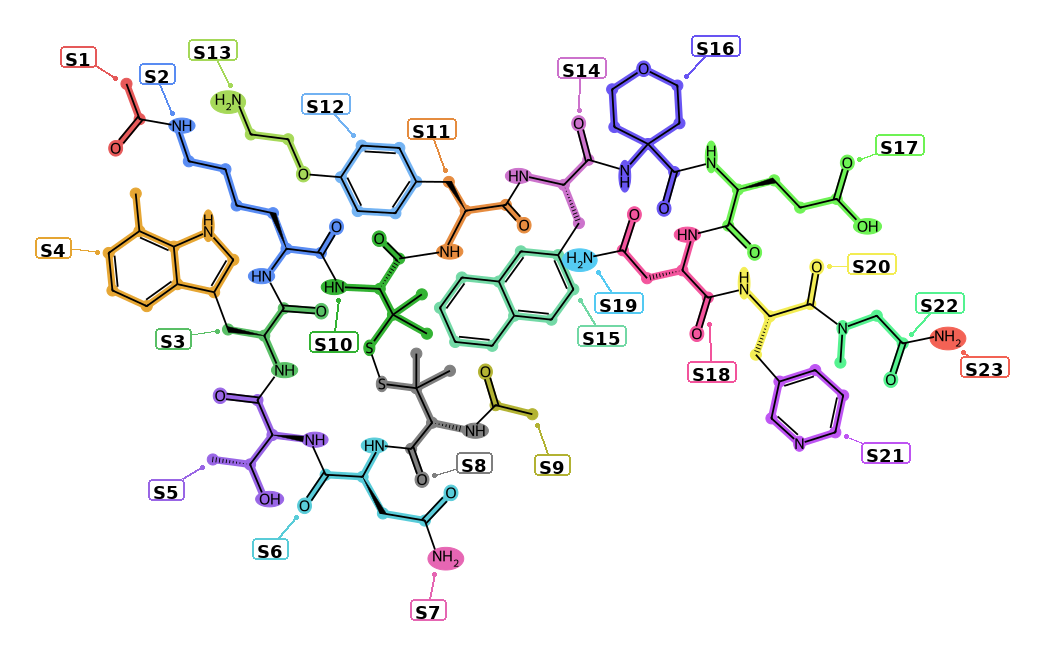 S16
S13
S1
S14
O
S2
H₂N
S12
O
NH
S11
H
N
S17
O
O
HN
N
H
O
O
H
N
S4
O
O
NH
O
HN
O
OH
O
H₂N
O
S20
HN
HN
H
N
S19
O
S22
S10
O
N
NH₂
S3
S
O
S15
O
S23
NH
S
O
S18
O
O
NH
NH
HN
N
S21
S5
OH
O
O
S8
S9
O
S6
NH₂
S7